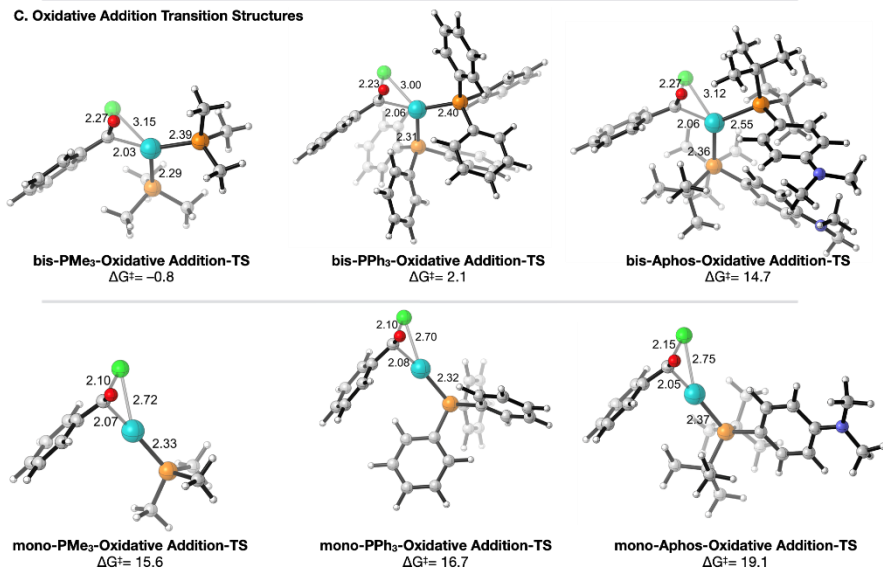 C. Oxidative Addition Transition Structures
2.27
3.15
2.03
2.39
2.29
2.23
3.00
2.06
2.40
2.31
2.27
3.12
2.06
2.55
2.36
bis-PMe₃-Oxidative Addition-TS
ΔG‡= –0.8
bis-PPh₃-Oxidative Addition-TS
ΔG‡= 2.1
bis-Aphos-Oxidative Addition-TS
ΔG‡= 14.7
2.10
2.72
2.07
2.33
2.10
2.70
2.08
2.32
2.15
2.75
2.05
2.37
mono-PMe₃-Oxidative Addition-TS
ΔG‡= 15.6
mono-PPh₃-Oxidative Addition-TS
ΔG‡= 16.7
mono-Aphos-Oxidative Addition-TS
ΔG‡= 19.1